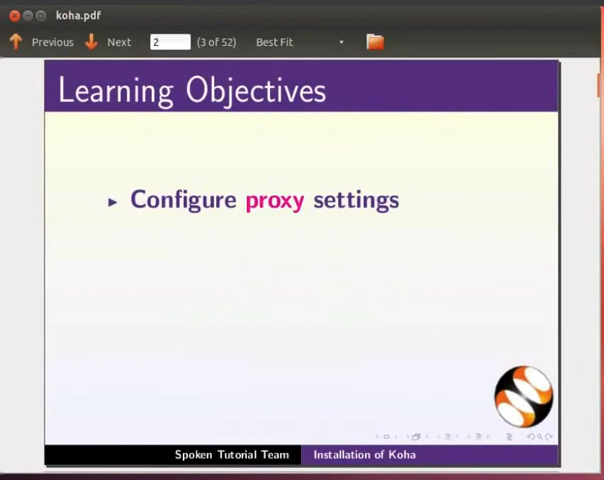 koha.pdf
Previous Next 2 (3 of 52) Best Fit
Learning Objectives
Configure proxy settings
Spoken Tutorial Team Installation of Koha